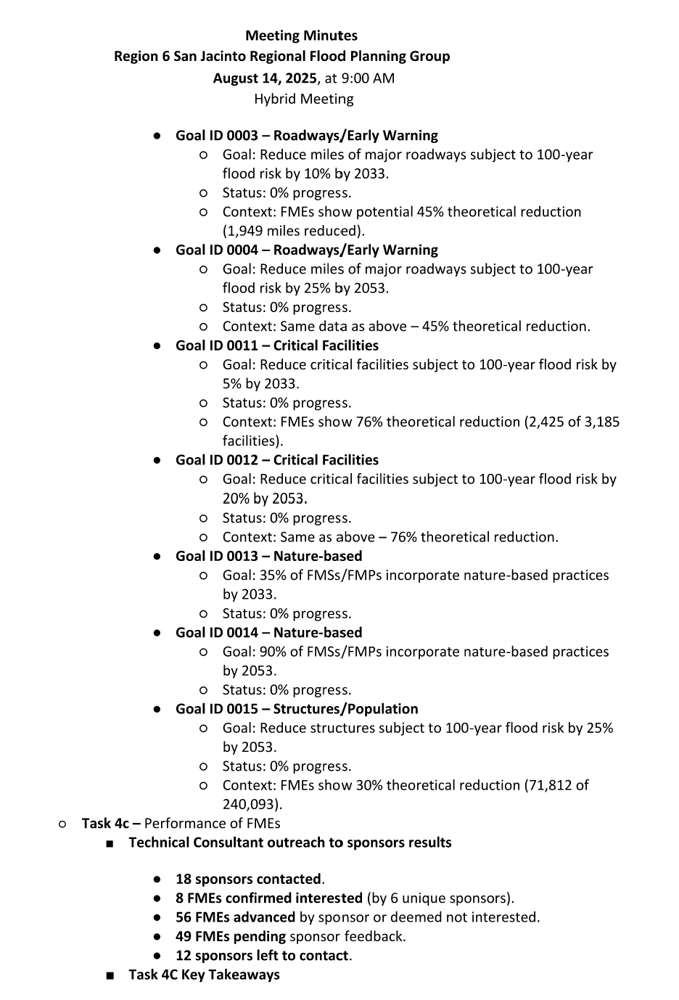 Meeting Minutes
Region 6 San Jacinto Regional Flood Planning Group
August 14, 2025, at 9:00 AM
Hybrid Meeting
● Goal ID 0003 – Roadways/Early Warning
○ Goal: Reduce miles of major roadways subject to 100-year
flood risk by 10% by 2033.
○ Status: 0% progress.
○ Context: FMEs show potential 45% theoretical reduction
(1,949 miles reduced).
● Goal ID 0004 – Roadways/Early Warning
○ Goal: Reduce miles of major roadways subject to 100-year
flood risk by 25% by 2053.
○ Status: 0% progress.
○ Context: Same data as above – 45% theoretical reduction.
● Goal ID 0011 – Critical Facilities
○ Goal: Reduce critical facilities subject to 100-year flood risk by
5% by 2033.
○ Status: 0% progress.
○ Context: FMEs show 76% theoretical reduction (2,425 of 3,185
facilities).
● Goal ID 0012 – Critical Facilities
○ Goal: Reduce critical facilities subject to 100-year flood risk by
20% by 2053.
○ Status: 0% progress.
○ Context: Same as above – 76% theoretical reduction.
● Goal ID 0013 – Nature-based
○ Goal: 35% of FMSs/FMPs incorporate nature-based practices
by 2033.
○ Status: 0% progress.
● Goal ID 0014 – Nature-based
○ Goal: 90% of FMSs/FMPs incorporate nature-based practices
by 2053.
○ Status: 0% progress.
● Goal ID 0015 – Structures/Population
○ Goal: Reduce structures subject to 100-year flood risk by 25%
by 2053.
○ Status: 0% progress.
○ Context: FMEs show 30% theoretical reduction (71,812 of
240,093).
○ Task 4c – Performance of FMEs
■ Technical Consultant outreach to sponsors results
● 18 sponsors contacted.
● 8 FMEs confirmed interested (by 6 unique sponsors).
● 56 FMEs advanced by sponsor or deemed not interested.
● 49 FMEs pending sponsor feedback.
● 12 sponsors left to contact.
■ Task 4C Key Takeaways